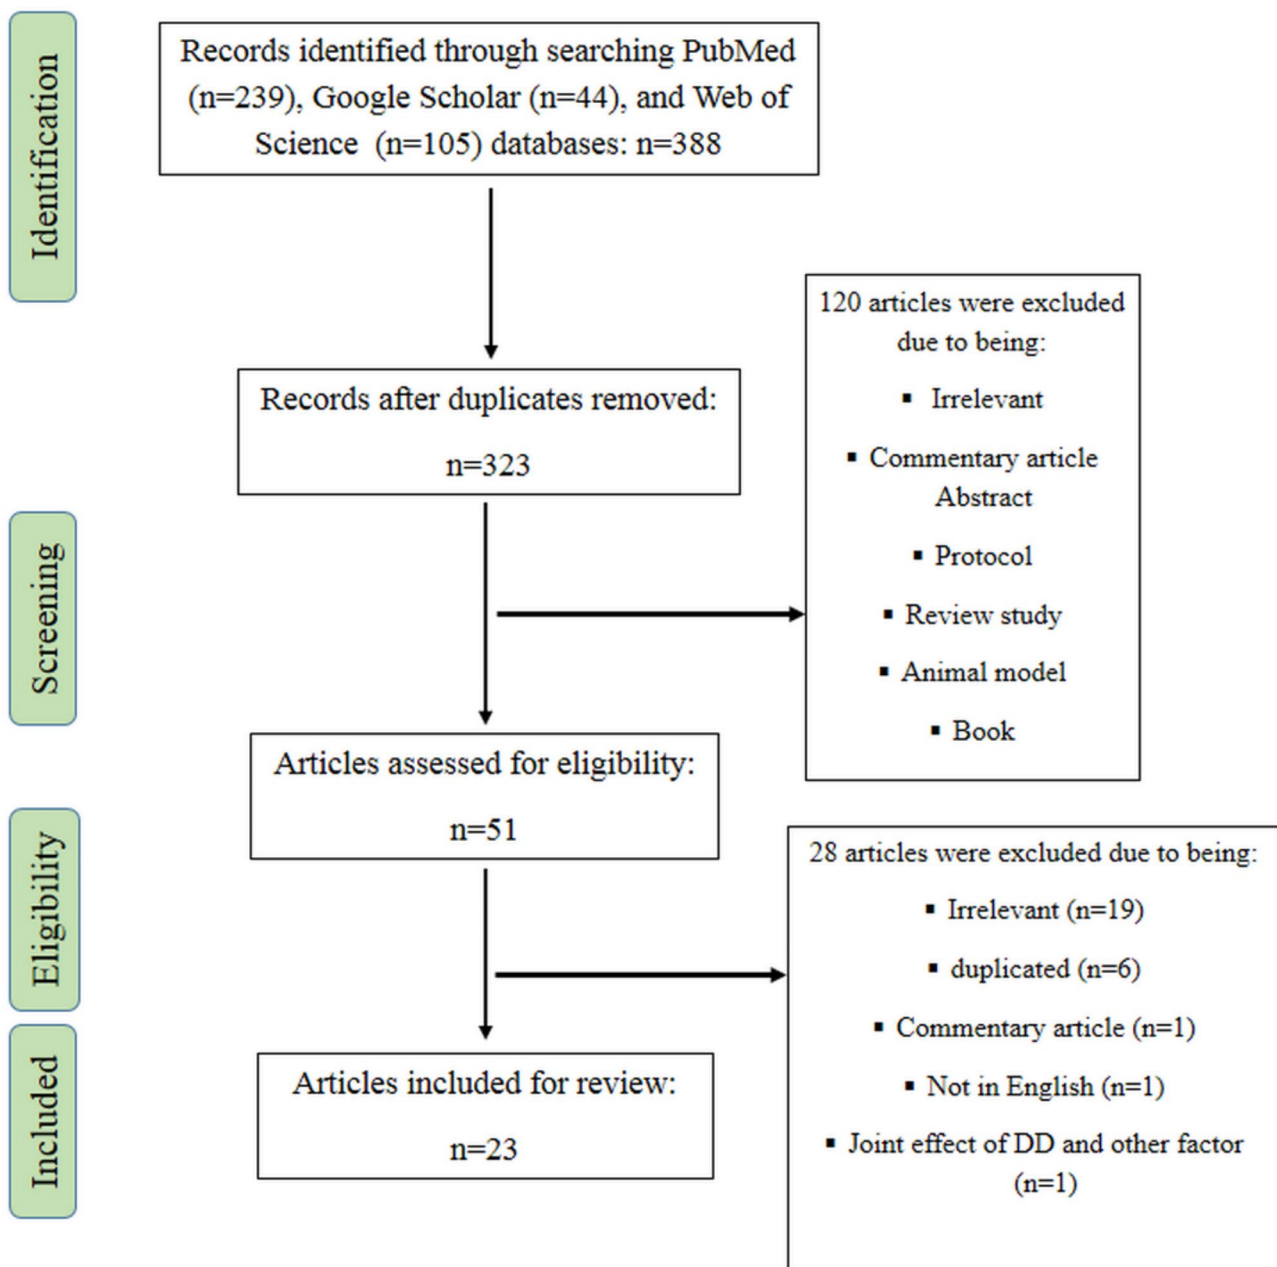 Identification
Records identified through searching PubMed
(n=239), Google Scholar (n=44), and Web of
Science (n=105) databases: n=388
120 articles were excluded
due to being:
▪ Irrelevant
▪ Commentary article
Abstract
▪ Protocol
▪ Review study
▪ Animal model
▪ Book
Records after duplicates removed:
n=323
Screening
Articles assessed for eligibility:
n=51
Eligibility
28 articles were excluded due to being:
▪ Irrelevant (n=19)
▪ duplicated (n=6)
▪ Commentary article (n=1)
▪ Not in English (n=1)
▪ Joint effect of DD and other factor
(n=1)
Included
Articles included for review:
n=23